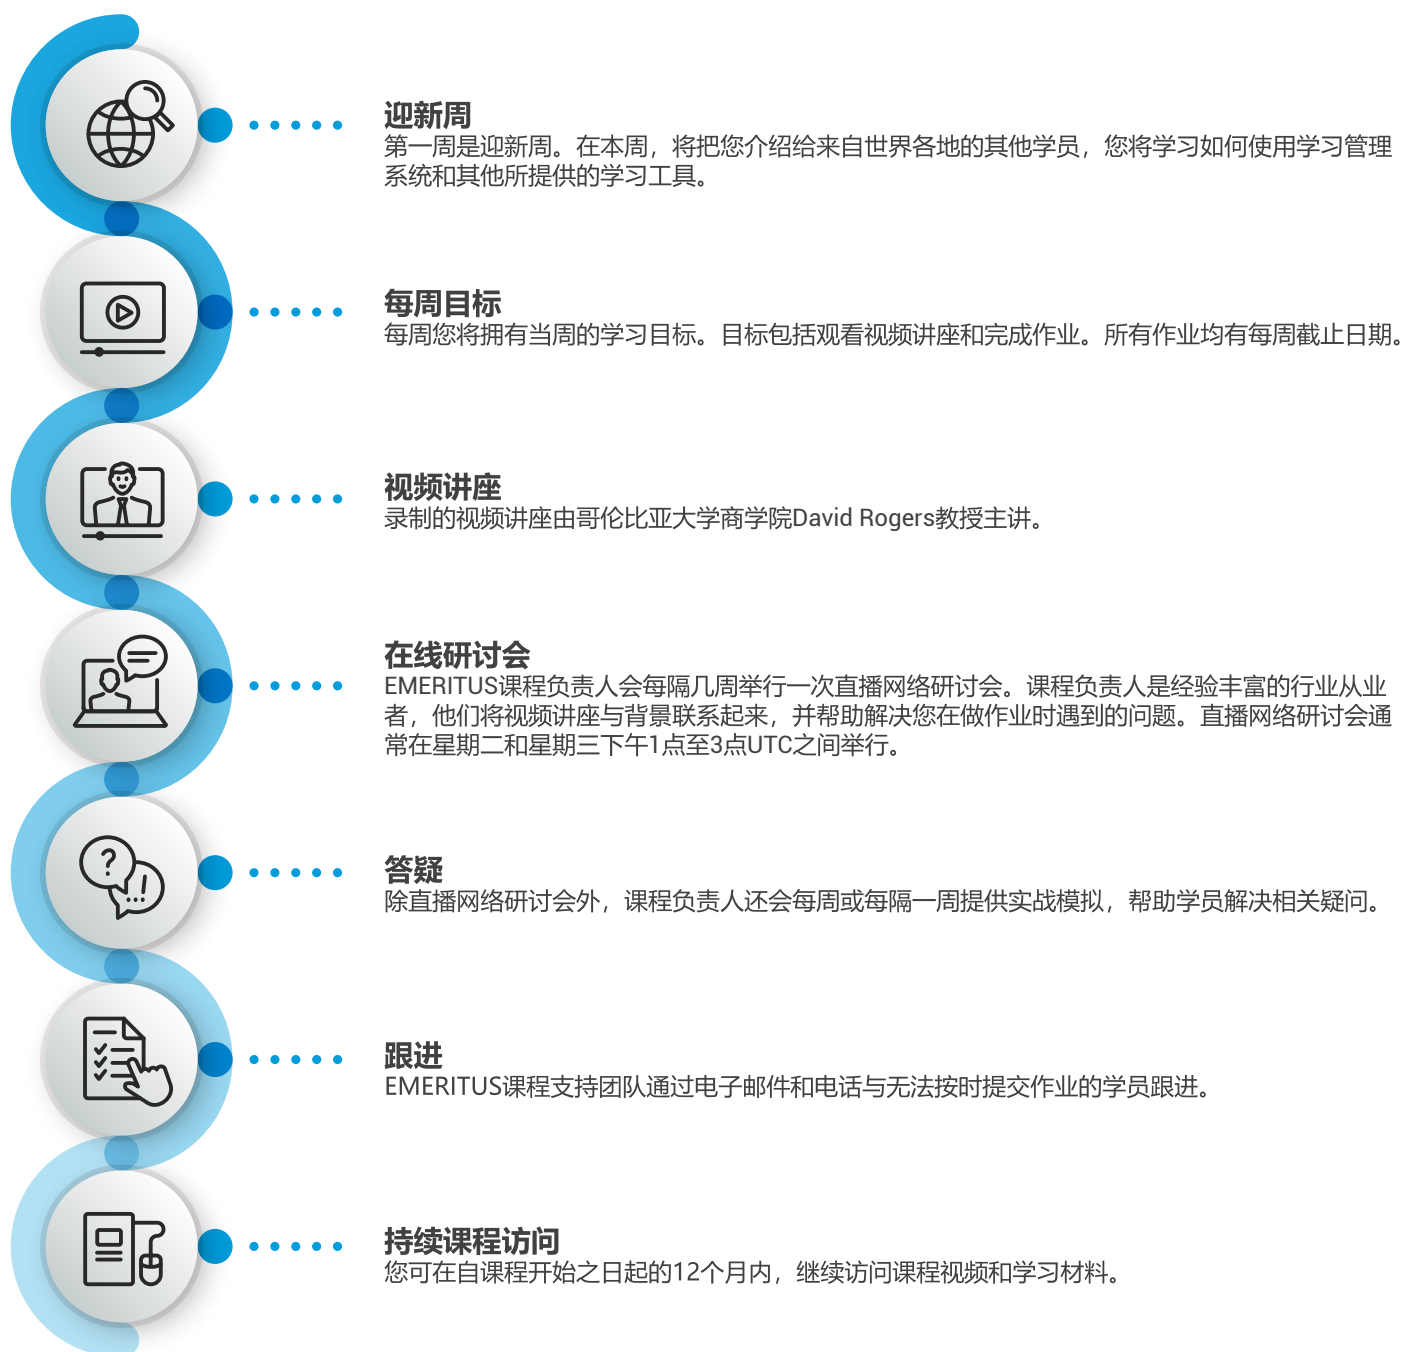 迎新周
第一周是迎新周。在本周，将把您介绍给来自世界各地的其他学员，您将学习如何使用学习管理
系统和其他所提供的学习工具。
每周目标
每周您将拥有当周的学习目标。目标包括观看视频讲座和完成作业。所有作业均有每周截止日期。
视频讲座
录制的视频讲座由哥伦比亚大学商学院David Rogers教授主讲。
在线研讨会
EMERITUS课程负责人会每隔几周举行一次直播网络研讨会。课程负责人是经验丰富的行业从业
者，他们将视频讲座与背景联系起来，并帮助解决您在做作业时遇到的问题。直播网络研讨会通
常在星期二和星期三下午1点至3点UTC之间举行。
答疑
除直播网络研讨会外，课程负责人还会每周或每隔一周提供实战模拟，帮助学员解决相关疑问。
跟进
EMERITUS课程支持团队通过电子邮件和电话与无法按时提交作业的学员跟进。
持续课程访问
您可在自课程开始之日起的12个月内，继续访问课程视频和学习材料。